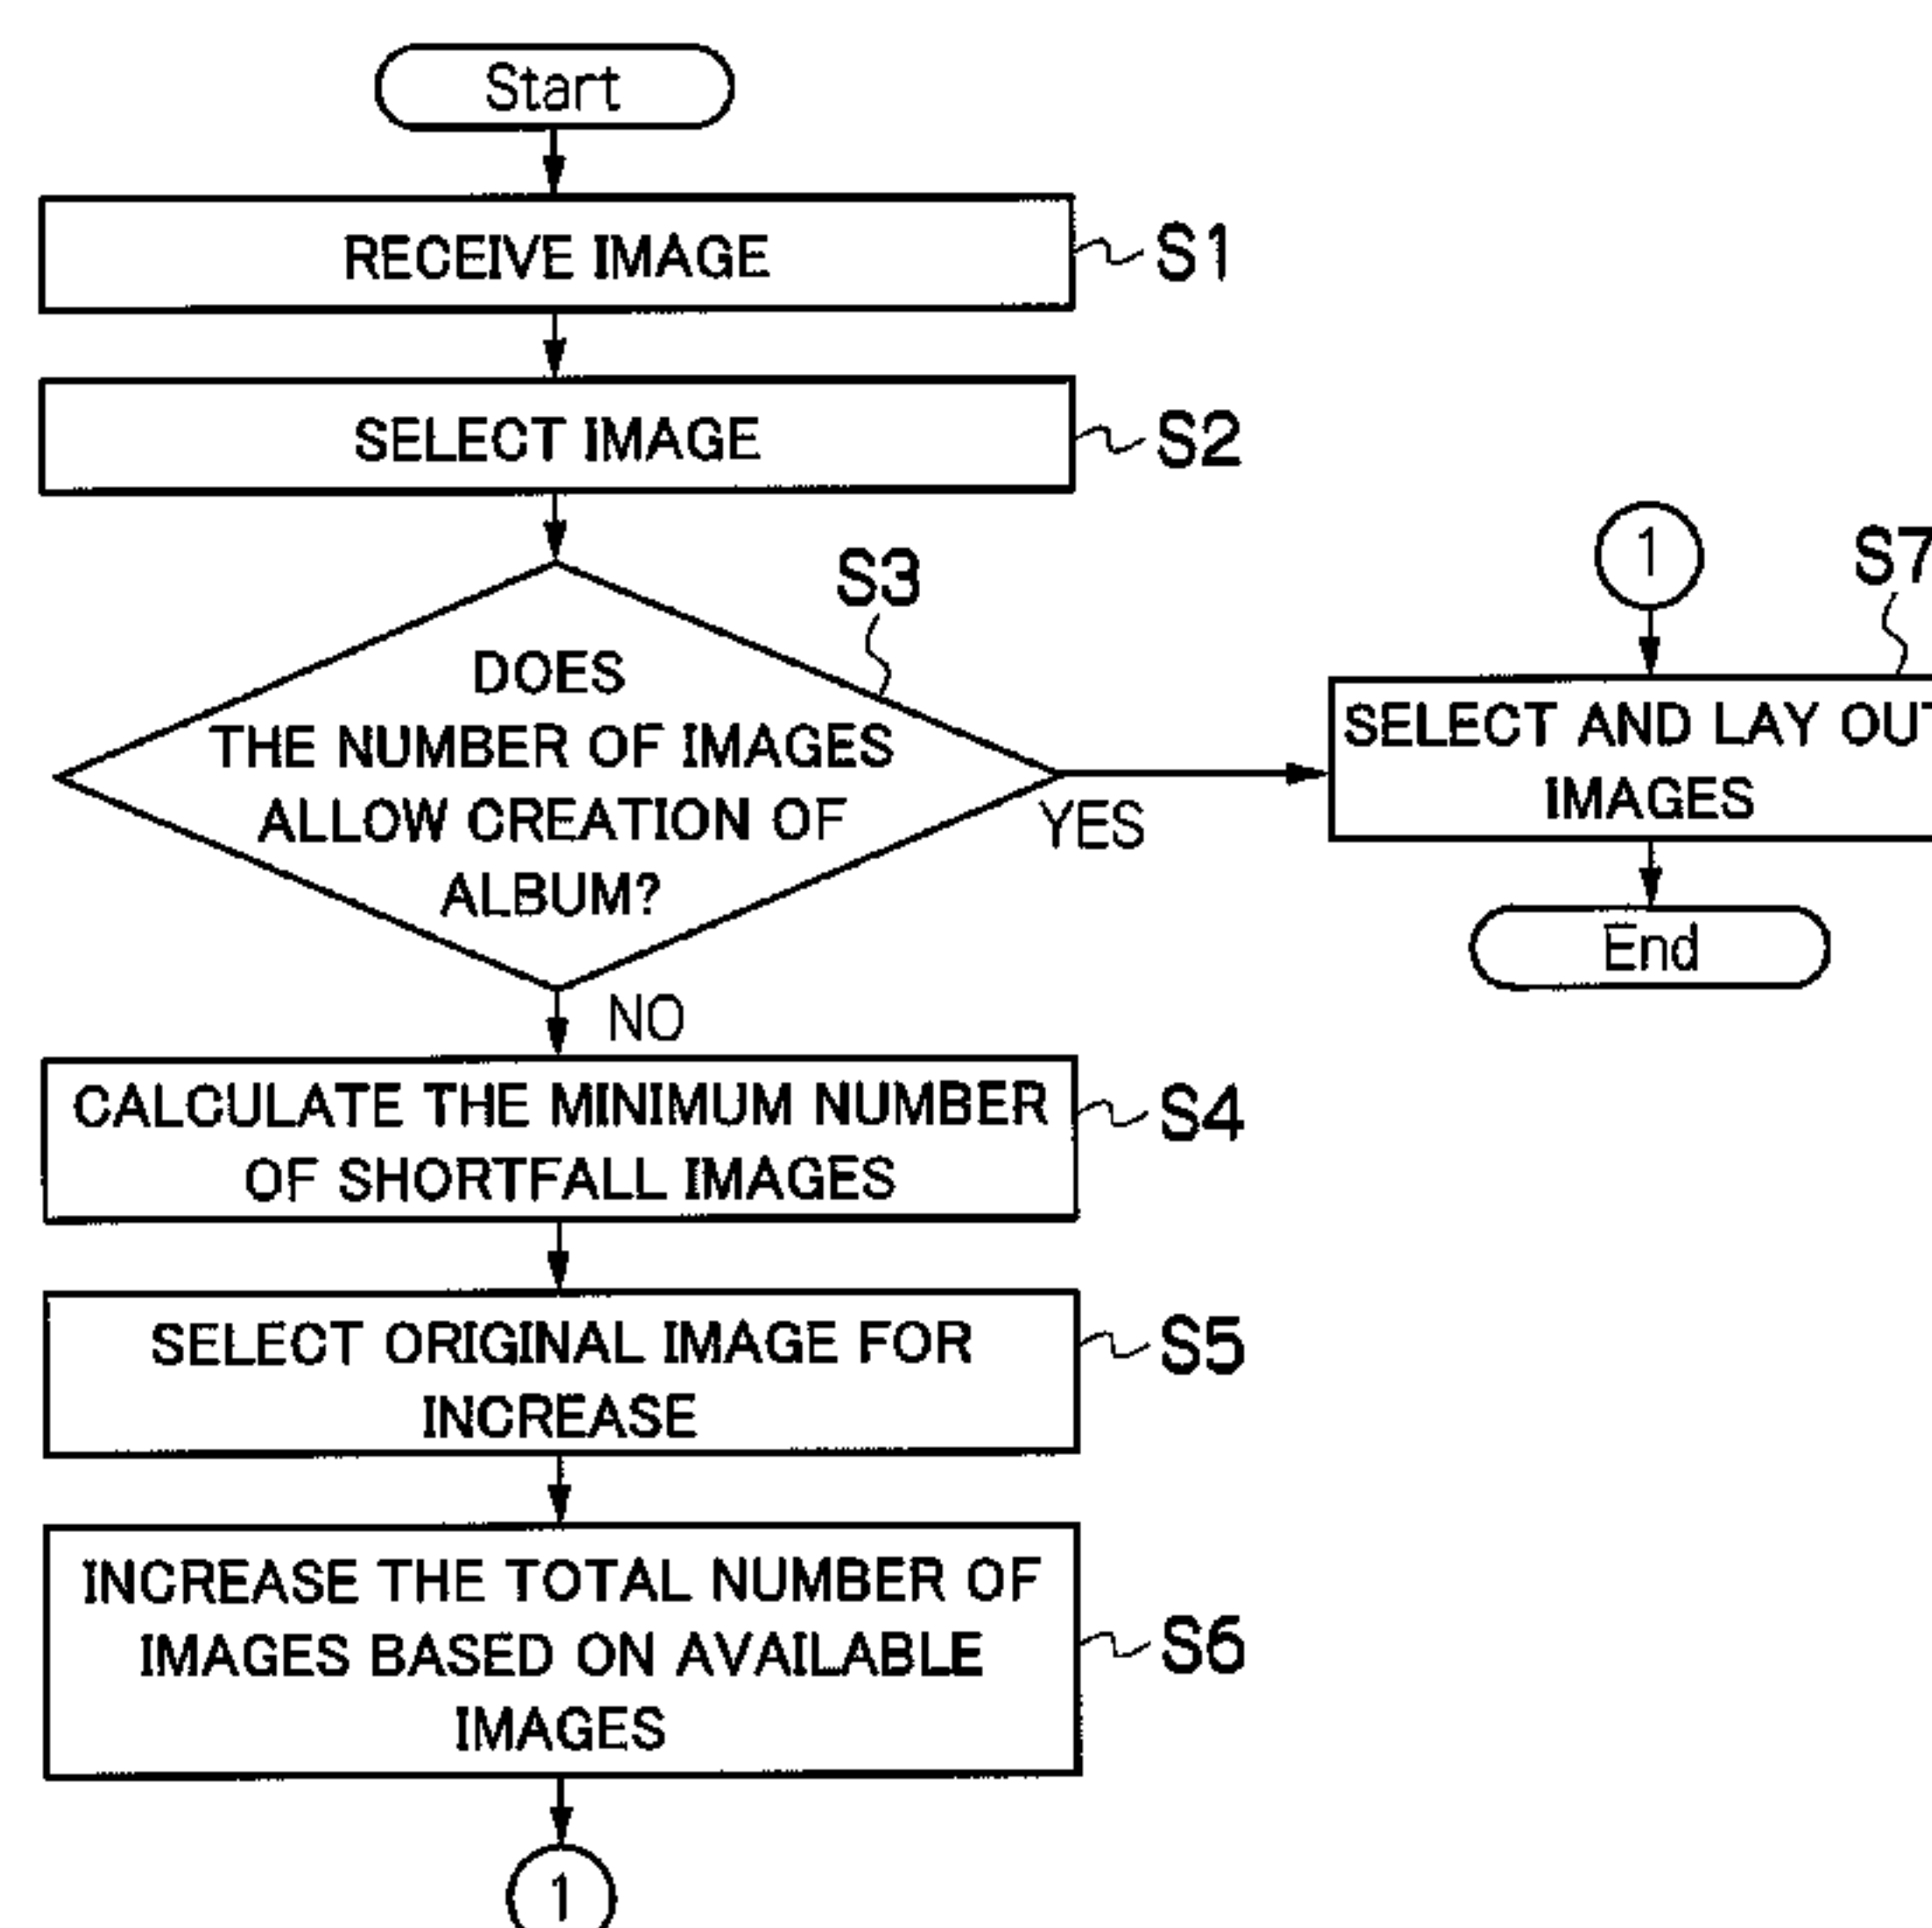 Start
RECEIVE IMAGE
S1
SELECT IMAGE
S2
S3
DOES
THE NUMBER OF IMAGES
ALLOW CREATION OF
ALBUM?
YES
NO
CALCULATE THE MINIMUM NUMBER
OF SHORTFALL IMAGES
S4
SELECT ORIGINAL IMAGE FOR
INCREASE
S5
INCREASE THE TOTAL NUMBER OF
IMAGES BASED ON AVAILABLE
IMAGES
S6
1
1
S7
SELECT AND LAY OUT
IMAGES
End